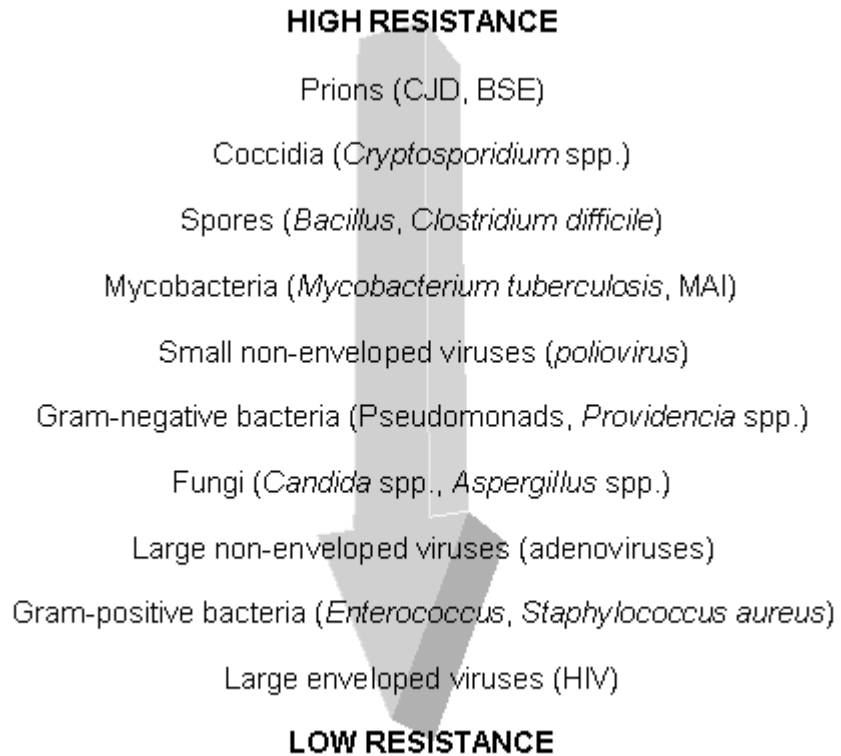 HIGH RESISTANCE
Prions (CJD, BSE)
Coccidia (Cryptosporidium spp.)
Spores (Bacillus, Clostridium difficile)
Mycobacteria (Mycobacterium tuberculosis, MAI)
Small non-enveloped viruses (poliovirus)
Gram-negative bacteria (Pseudomonads, Providencia spp.)
Fungi (Candida spp., Aspergillus spp.)
Large non-enveloped viruses (adenoviruses)
Gram-positive bacteria (Enterococcus, Staphylococcus aureus)
Large enveloped viruses (HIV)
LOW RESISTANCE